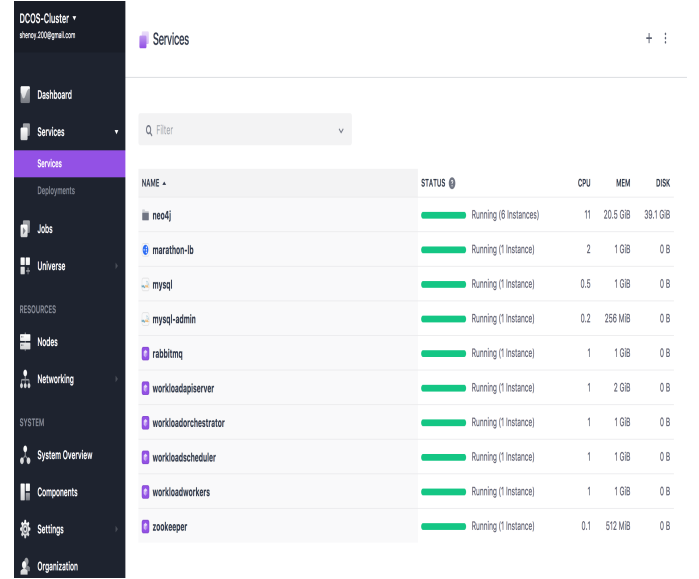 DCOS-Cluster
shenoy.200@gmail.com
Dashboard
Services
Services
Deployments
Jobs
Universe
RESOURCES
Nodes
Networking
SYSTEM
System Overview
Components
Settings
Organization
Services
Filter
NAME STATUS CPU MEM DISK
neo4j Running (6 Instances) 11 20.5 GiB 39.1 GiB
marathon-lb Running (1 Instance) 2 1 GiB 0 B
mysql Running (1 Instance) 0.5 1 GiB 0 B
mysql-admin Running (1 Instance) 0.2 256 MiB 0 B
rabbitmq Running (1 Instance) 1 1 GiB 0 B
workloadapiserver Running (1 Instance) 1 2 GiB 0 B
workloadorchestrator Running (1 Instance) 1 1 GiB 0 B
workloadscheduler Running (1 Instance) 1 1 GiB 0 B
workloadworkers Running (1 Instance) 1 1 GiB 0 B
zookeeper Running (1 Instance) 0.1 512 MiB 0 B